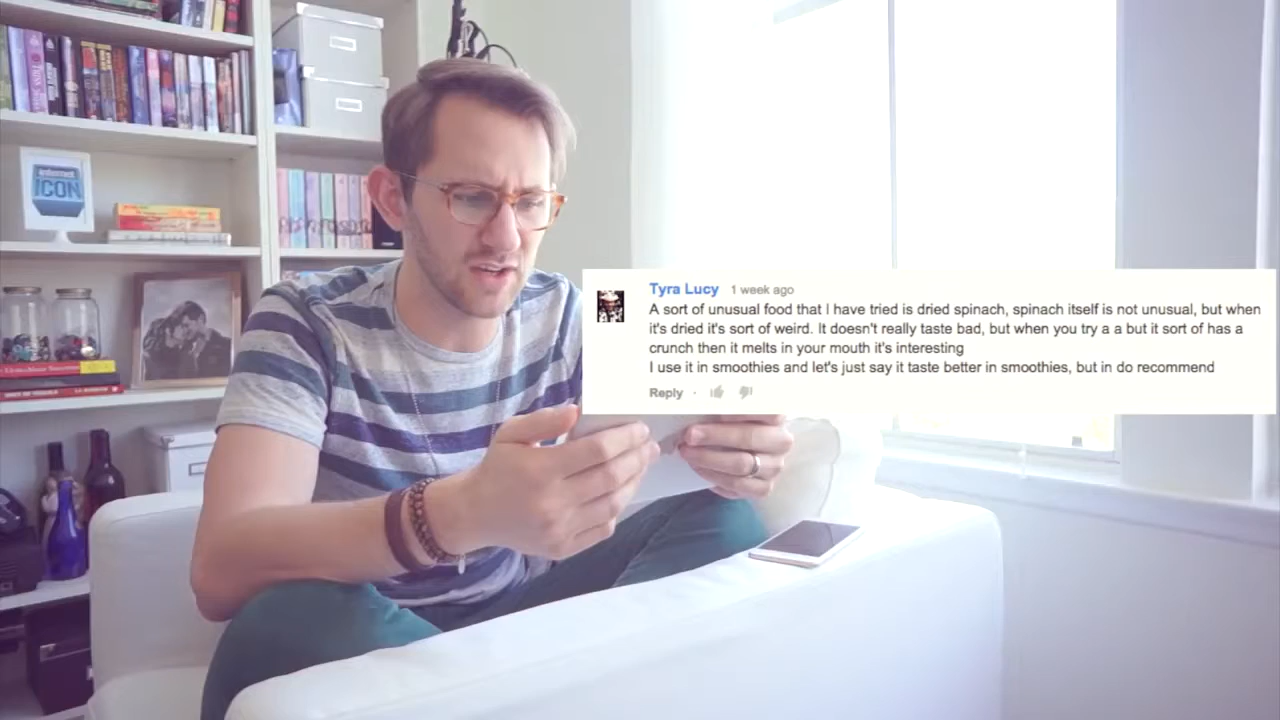 internet
ICON
Tyra Lucy 1 week ago
A sort of unusual food that I have tried is dried spinach, spinach itself is not unusual, but when
it's dried it's sort of weird. It doesn't really taste bad, but when you try a a but it sort of has a
crunch then it melts in your mouth it's interesting
I use it in smoothies and let's just say it taste better in smoothies, but in do recommend
Reply